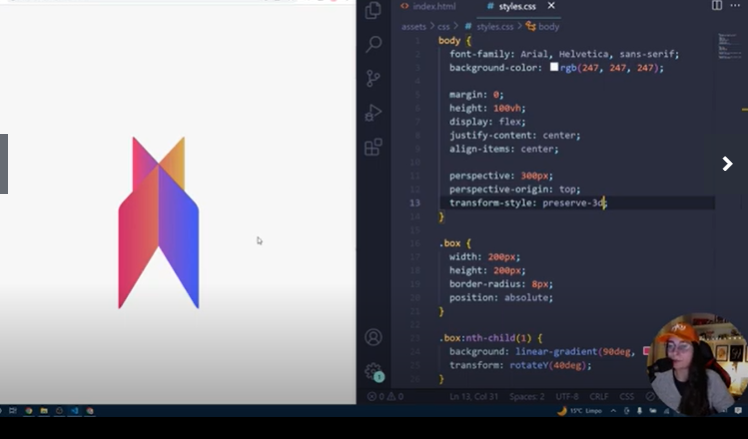 index.html
# styles.css
assets > css > # styles.css > body
1 body {
2 font-family: Arial, Helvetica, sans-serif;
3 background-color: rgb(247, 247, 247);
4
5 margin: 0;
6 height: 100vh;
7 display: flex;
8 justify-content: center;
9 align-items: center;
10
11 perspective: 300px;
12 perspective-origin: top;
13 transform-style: preserve-3d;
14 }
15
16 .box {
17 width: 200px;
18 height: 200px;
19 border-radius: 8px;
20 position: absolute;
21 }
22
23 .box:nth-child(1) {
24 background: linear-gradient(90deg,
25 transform: rotateY(40deg);
26 }
0 0 Ln 13, Col 31 Spaces: 2 UTF-8 CRLF CSS
15°C Limpo